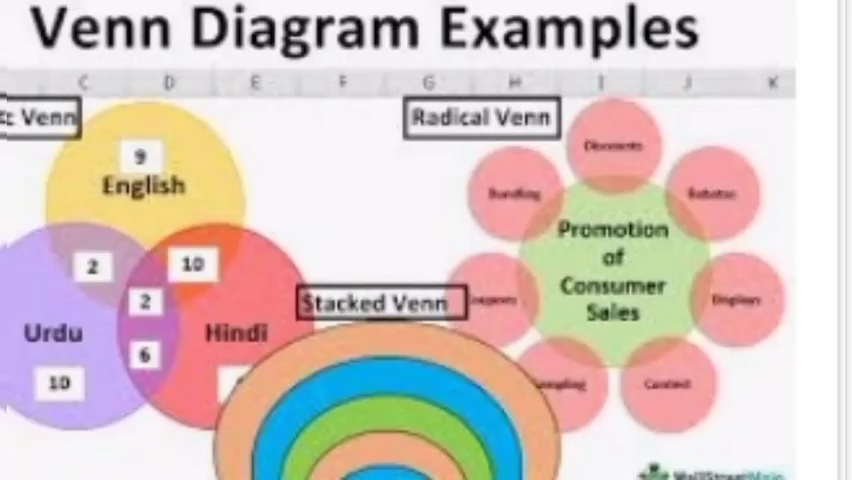 Venn Diagram Examples
C D E F G H I J K
Venn
Radical Venn
9
English
2
10
2
Urdu
Hindi
6
10
Stacked Venn
Discounts
Bundling
Rebates
Promotion
of
Consumer
Sales
Displays
Contest
WallStreetMojo